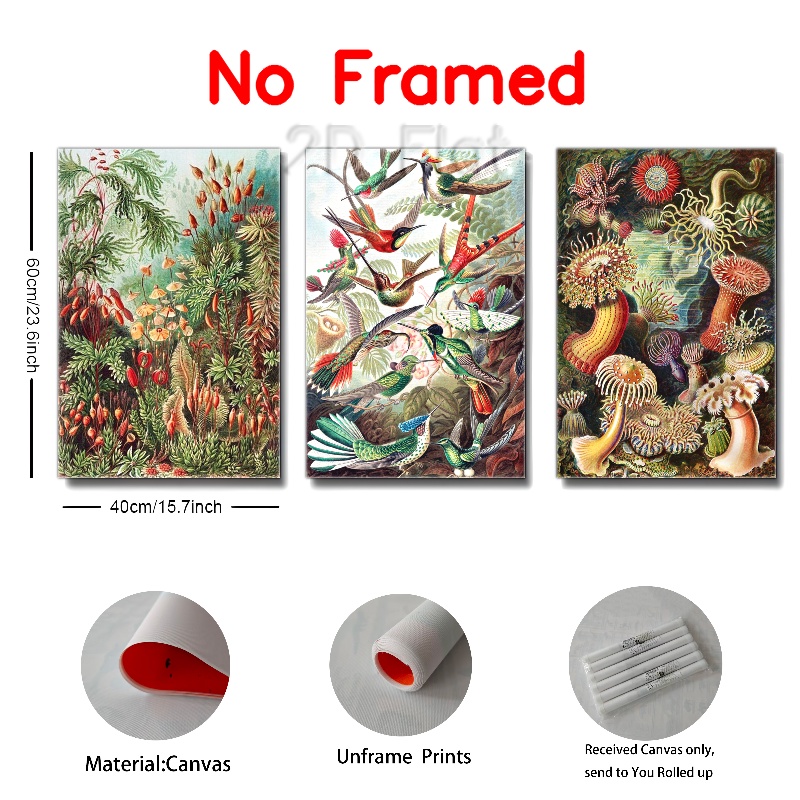 No Framed
2D Flat
60cm/23.6inch
40cm/15.7inch
Material:Canvas
Unframe Prints
Received Canvas only,
send to You Rolled up